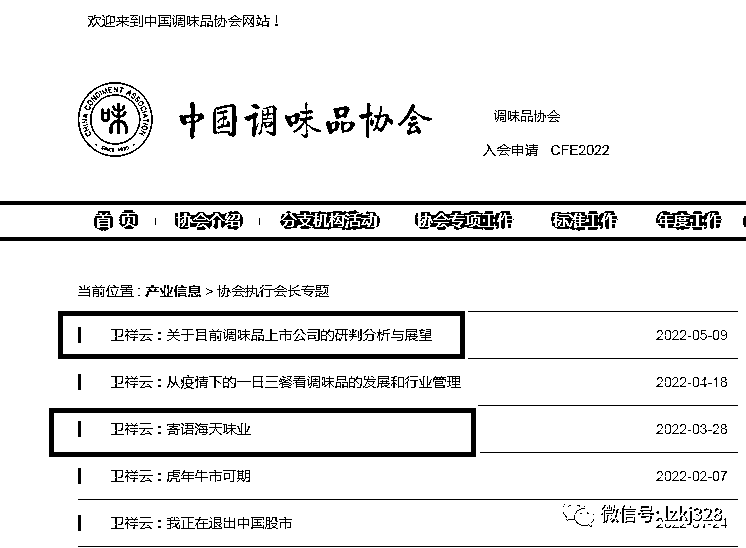 欢迎来到中国调味品协会网站！
CHINA CONDIMENT ASSOCIATION
味
中国调味品协会
调味品协会
入会申请 CFE2022
首 页 协会介绍 分支机构活动 协会专项工作 标准工作 年度工作
当前位置：产业信息 > 协会执行会长专题
卫祥云：关于目前调味品上市公司的研判分析与展望 2022-05-09
卫祥云：从疫情下的一日三餐看调味品的发展和行业管理 2022-04-18
卫祥云：寄语海天味业 2022-03-28
卫祥云：虎年牛市可期 2022-02-07
卫祥云：我正在退出中国股市
微信号: lzkj328